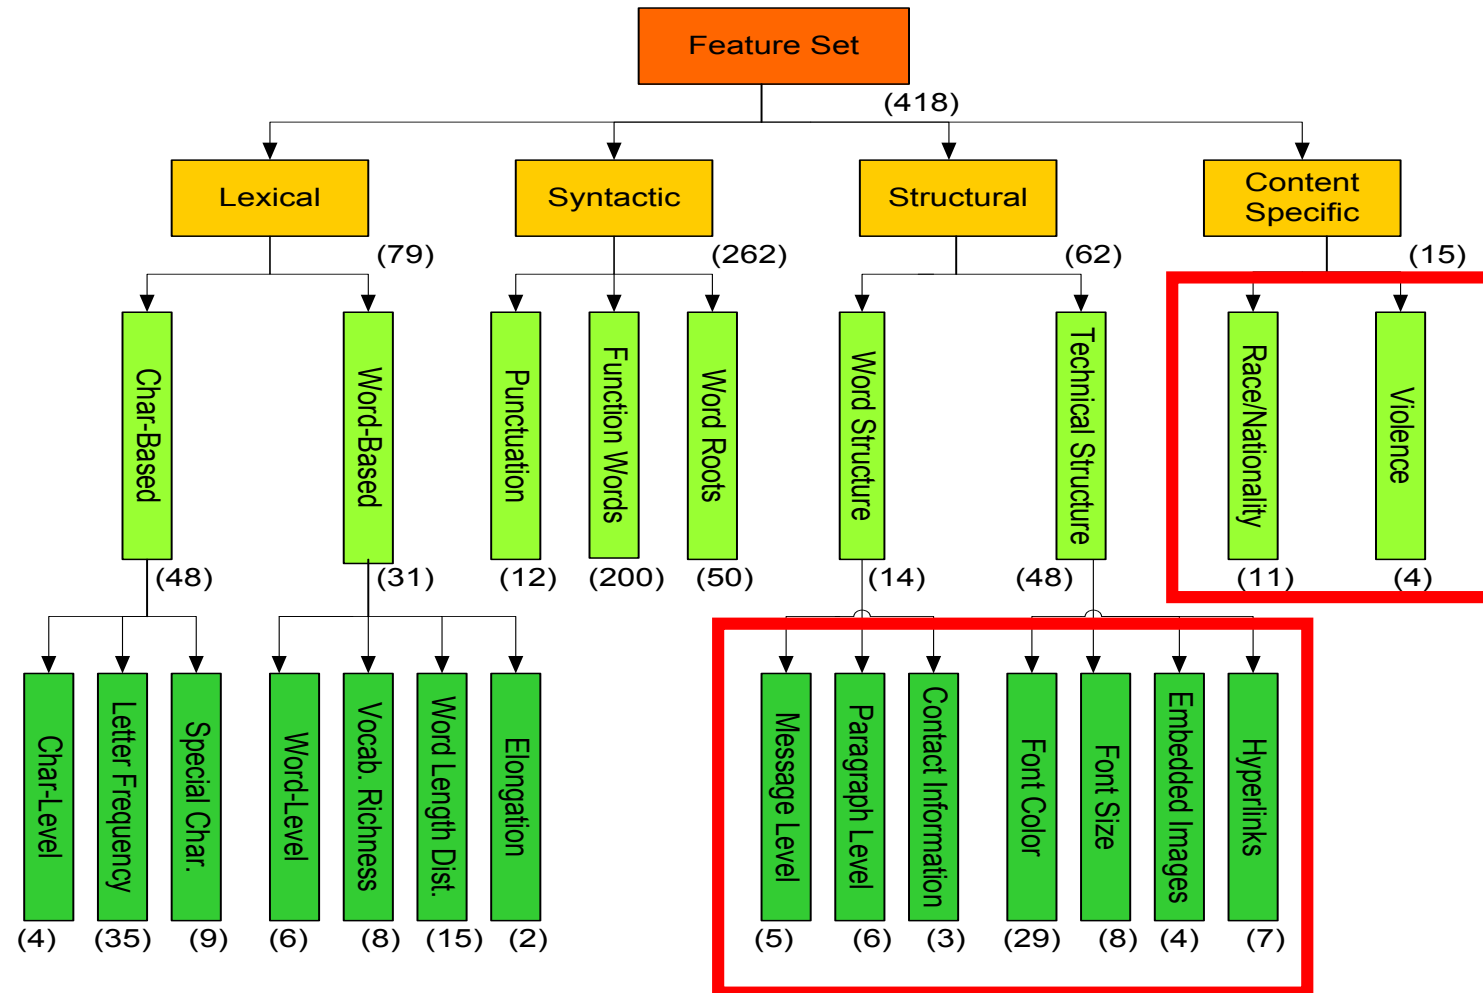 Feature Set
(418)
Lexical
Syntactic
Structural
Content
Specific
(79)
(262)
(62)
(15)
Char-Based
Word-Based
Punctuation
Function Words
Word Roots
Word Structure
Technical Structure
Race/Nationality
Violence
(48)
(31)
(12)
(200)
(50)
(14)
(48)
(11)
(4)
Char-Level
Letter Frequency
Special Char.
Word-Level
Vocab. Richness
Word Length Dist.
Elongation
Message Level
Paragraph Level
Contact Information
Font Color
Font Size
Embedded Images
Hyperlinks
(4)
(35)
(9)
(6)
(8)
(15)
(2)
(5)
(6)
(3)
(29)
(8)
(4)
(7)